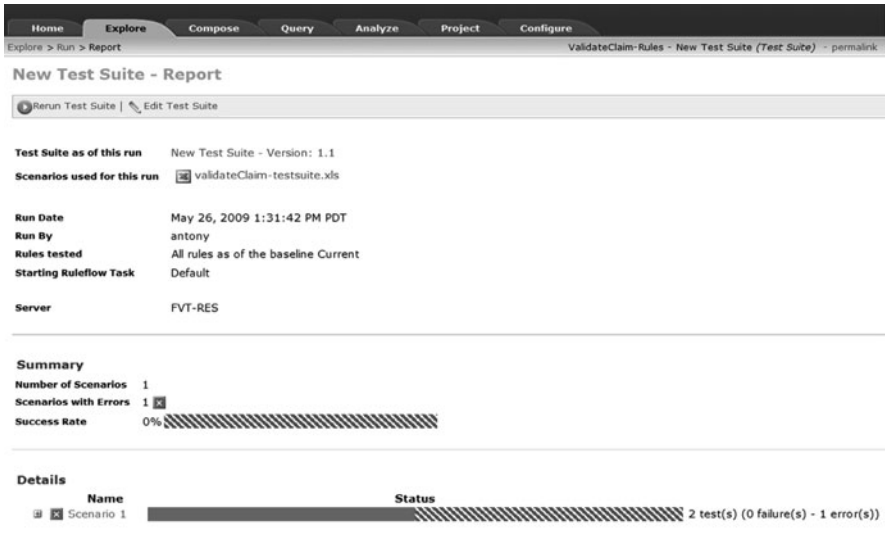 Home Explore Compose Query Analyze Project Configure
Explore > Run > Report ValidateClaim-Rules - New Test Suite (Test Suite) - permalink
New Test Suite - Report
Rerun Test Suite | Edit Test Suite
Test Suite as of this run New Test Suite - Version: 1.1
Scenarios used for this run validateClaim-testsuite.xls
Run Date May 26, 2009 1:31:42 PM PDT
Run By antony
Rules tested All rules as of the baseline Current
Starting Ruleflow Task Default
Server FVT-RES
Summary
Number of Scenarios 1
Scenarios with Errors 1
Success Rate 0%
Details
Name Status
Scenario 1 2 test(s) (0 failure(s) - 1 error(s))